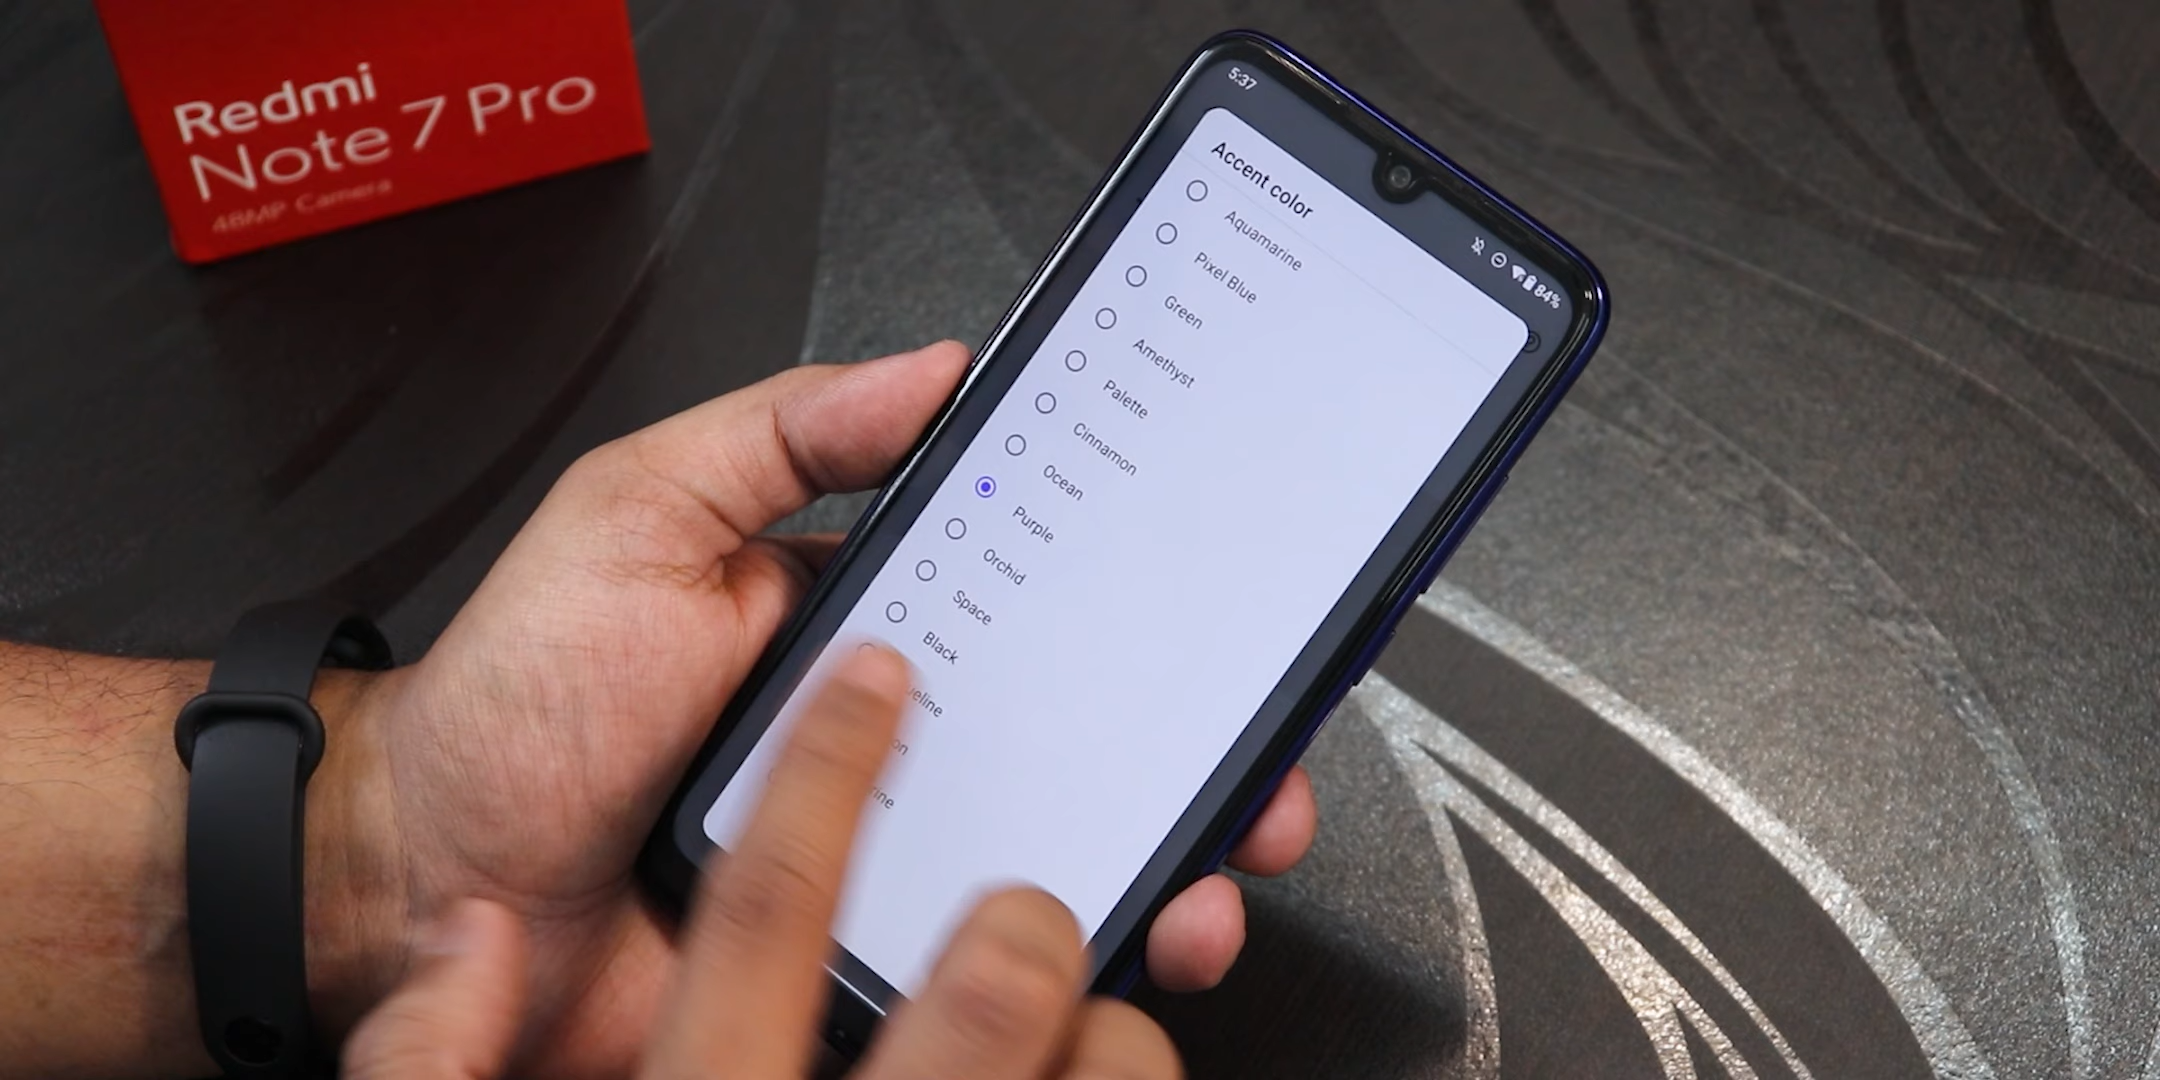 Redmi
Note 7 Pro
48MP Camera
5:37
84%
Accent color
Aquamarine
Pixel Blue
Green
Amethyst
Palette
Cinnamon
Ocean
Purple
Orchid
Space
Black